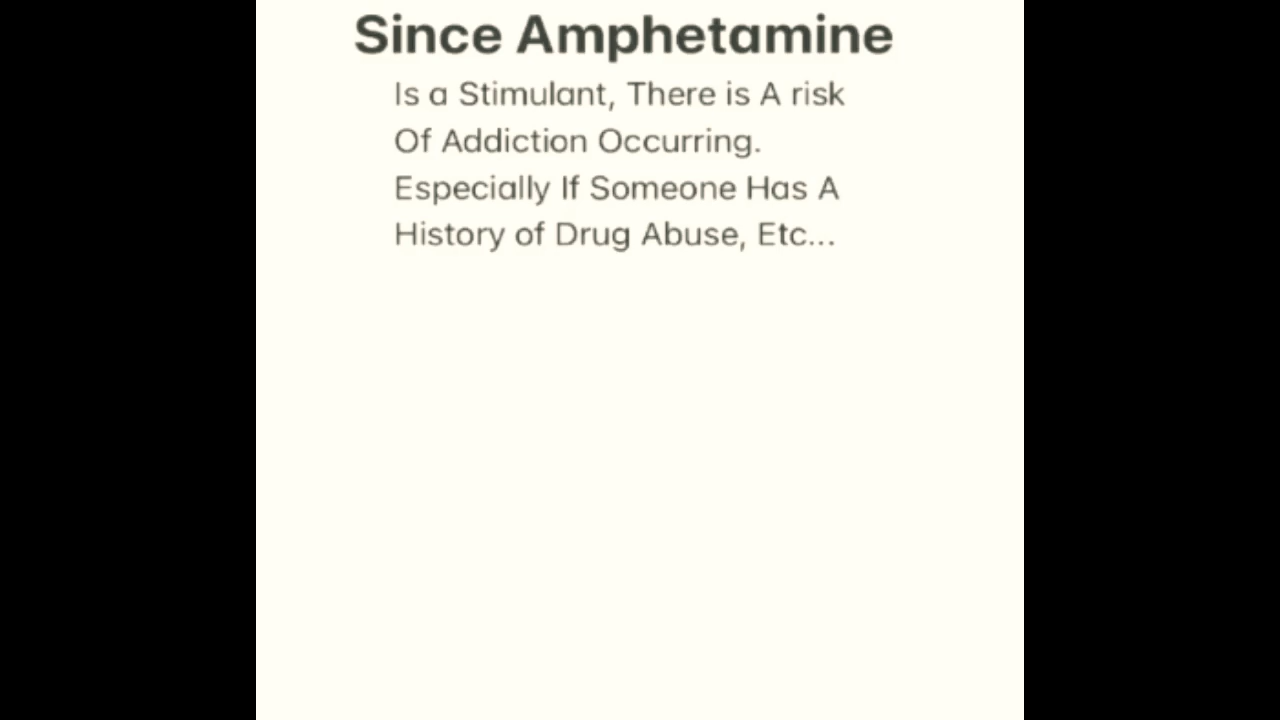 Since Amphetamine
Is a Stimulant, There is A risk
Of Addiction Occurring.
Especially If Someone Has A
History of Drug Abuse, Etc...